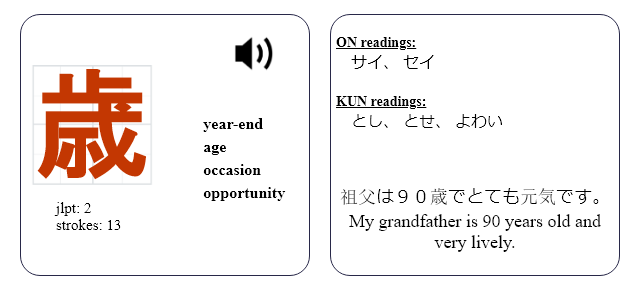 歳
year-end
age
occasion
opportunity
jlpt: 2
strokes: 13
ON readings:
サイ、 セイ
KUN readings:
とし、 とせ、 よわい
祖父は９０歳でとても元気です。
My grandfather is 90 years old and
very lively.